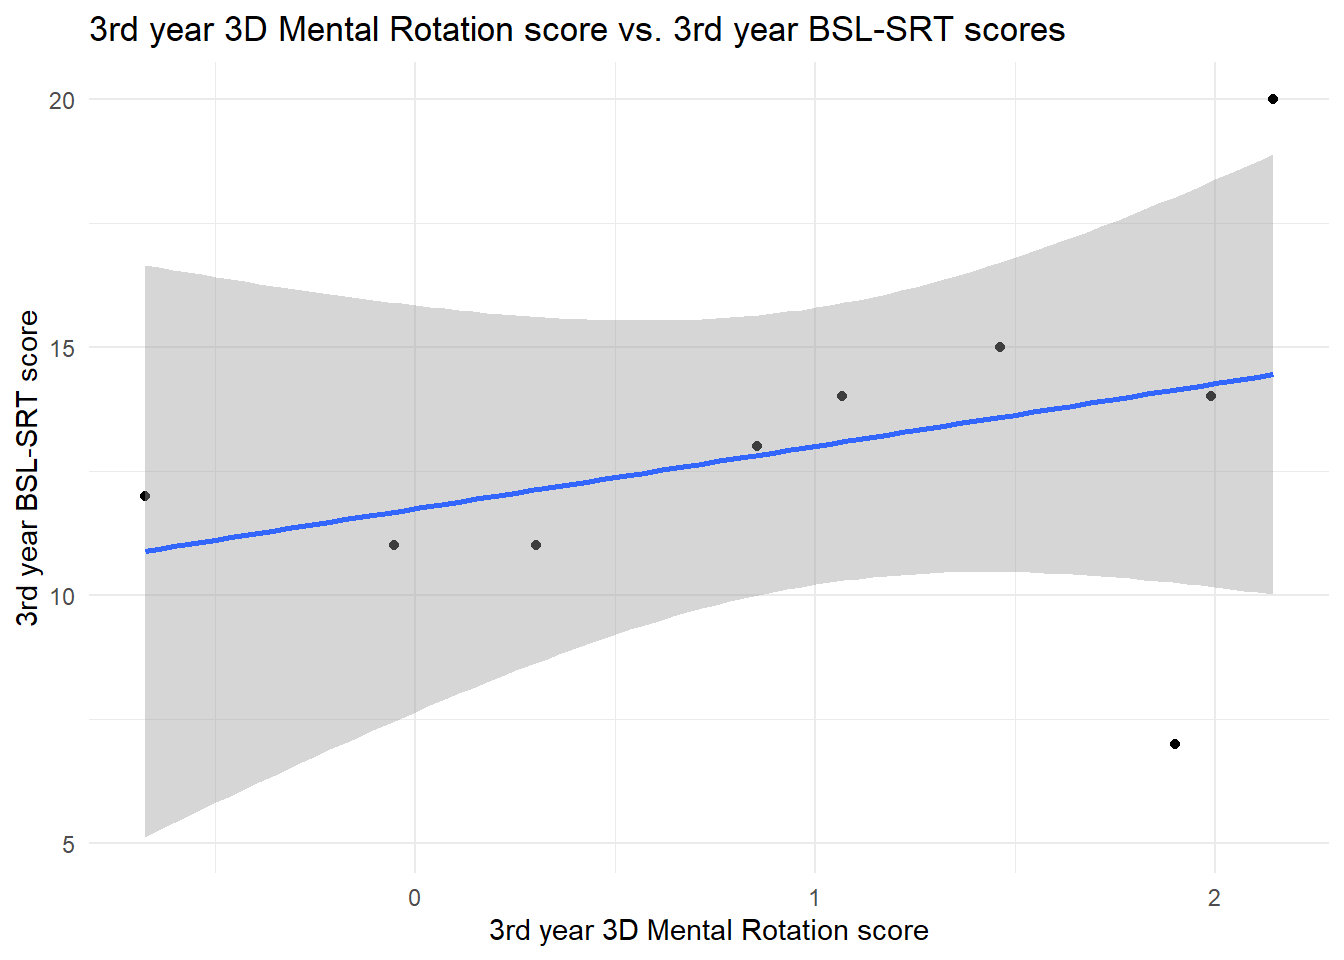 3rd year 3D Mental Rotation score vs. 3rd year BSL-SRT scores
20
15
10
5
3rd year BSL-SRT score
0 1 2
3rd year 3D Mental Rotation score